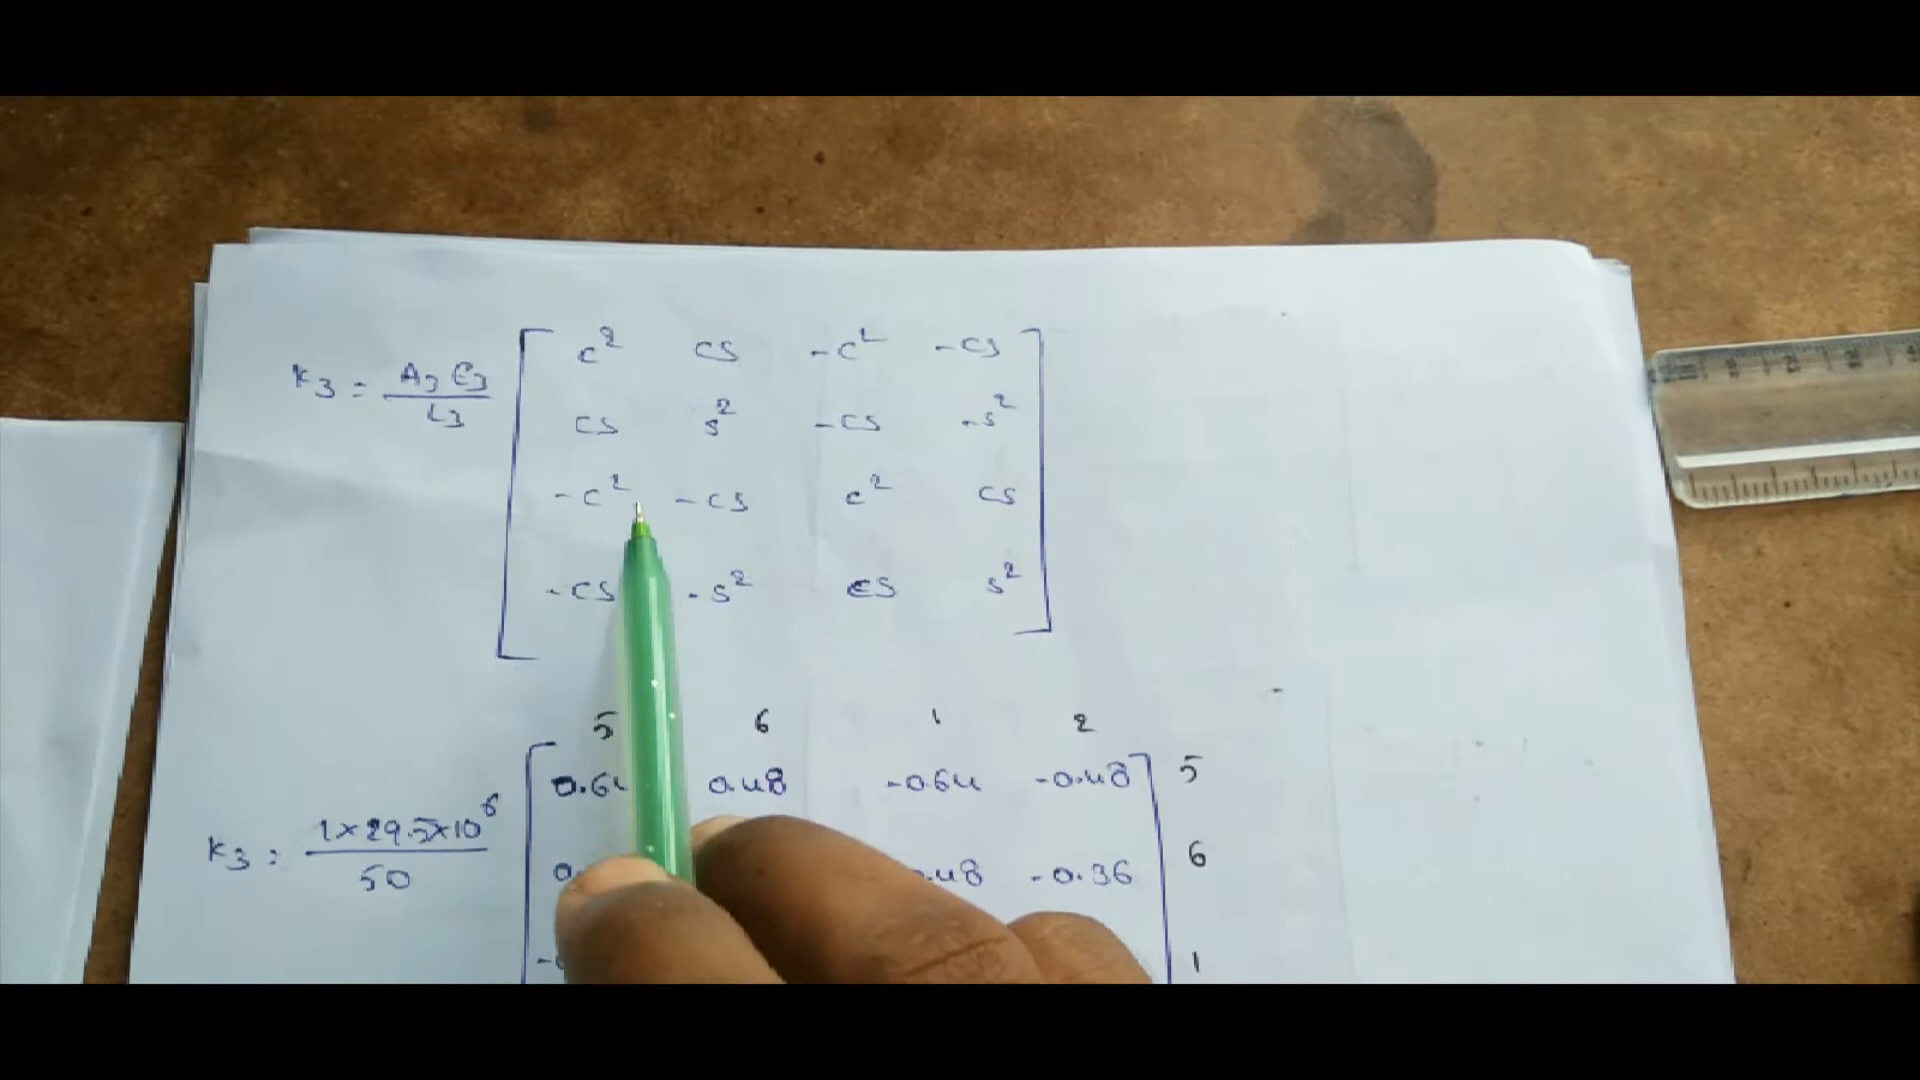 c² cs -c² -cs
K3 = A3 E3 / L3
cs s² -cs -s²
-c² -cs c² cs
-cs -s² cs s²
5 6 1 2
0.64 0.48 -0.64 -0.48 5
K3 = 1×29.5×10⁶ / 50
-0.36 6
1